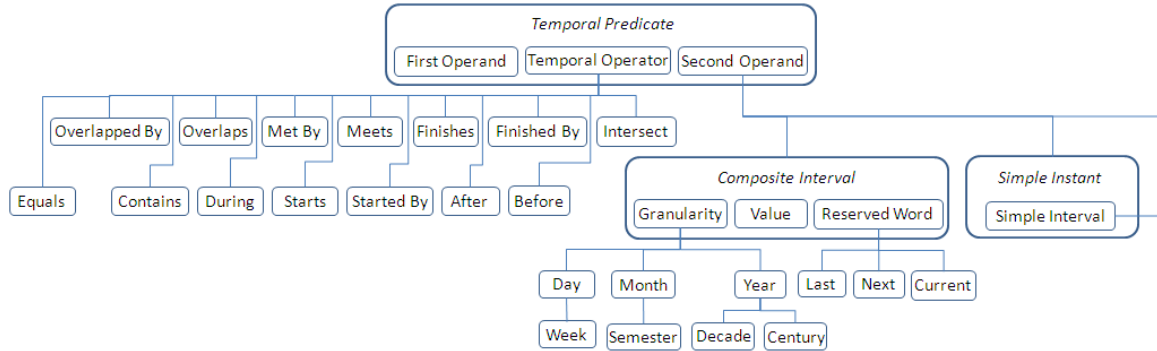 Temporal Predicate
First Operand Temporal Operator Second Operand
Overlapped By Overlaps Met By Meets Finishes Finished By Intersect
Composite Interval Simple Instant
Equals Contains During Starts Started By After Before
Granularity Value Reserved Word Simple Interval
Day Month Year Last Next Current
Week Semester Decade Century